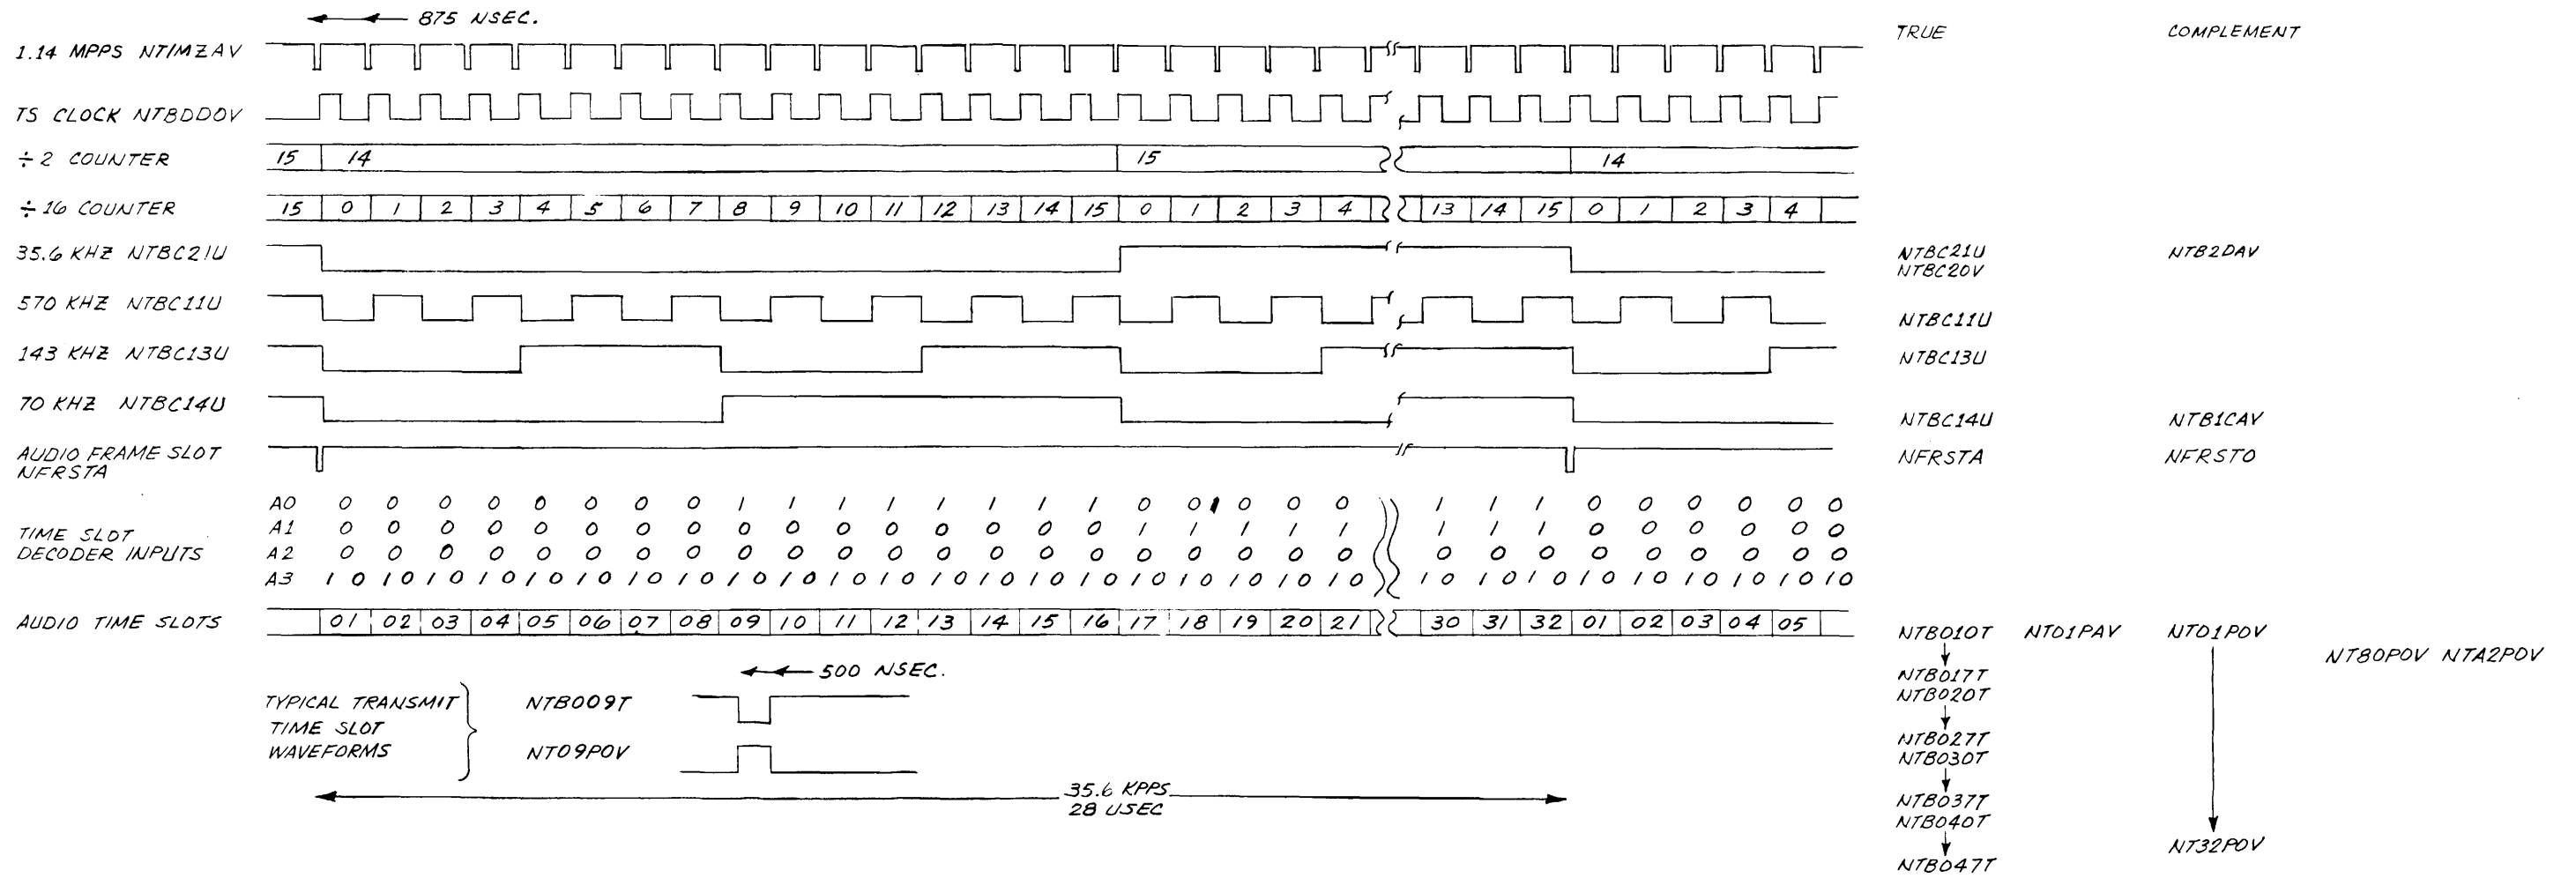 875 NSEC.
TRUE COMPLEMENT
1.14 MPPS NT1MZAV
TS CLOCK NTBDDOV
÷2 COUNTER 15 14 15 14
÷16 COUNTER 15 0 1 2 3 4 5 6 7 8 9 10 11 12 13 14 15 0 1 2 3 4 13 14 15 0 1 2 3 4
35.6 KHZ NTBC21U NTBC21U NTB2DAV
NTBC20V
570 KHZ NTBC11U NTBC11U
143 KHZ NTBC13U NTBC13U
70 KHZ NTBC14U NTBC14U NTB1CAV
AUDIO FRAME SLOT NFRSTA NFRSTO
NFRSTA
A0 0 0 0 0 0 0 0 0 1 1 1 1 1 1 1 1 0 0 0 0 0 1 1 1 0 0 0 0 0 0
TIME SLOT A1 0 0 0 0 0 0 0 0 0 0 0 0 0 0 0 0 1 1 1 1 1 1 1 1 0 0 0 0 0 0
DECODER INPUTS A2 0 0 0 0 0 0 0 0 0 0 0 0 0 0 0 0 0 0 0 0 0 0 0 0 0 0 0 0 0 0
A3 1 0 1 0 1 0 1 0 1 0 1 0 1 0 1 0 1 0 1 0 1 0 1 0 1 0 1 0 1 0 1 0 1 0 1 0 1 0 1 0 1 0 1 0 1 0 1 0 1 0 1 0 1 0 1 0 1 0 1 0
AUDIO TIME SLOTS 01 02 03 04 05 06 07 08 09 10 11 12 13 14 15 16 17 18 19 20 21 30 31 32 01 02 03 04 05
NTB010T NT01PAV NT01POV
NT80POV NTA2POV
500 NSEC.
NTB017T
TYPICAL TRANSMIT NTB009T NTB020T
TIME SLOT
WAVEFORMS NT09POV
NTB027T
NTB030T
35.6 KPPS
28 USEC
NTB037T
NTB040T
NT32POV
NTB047T